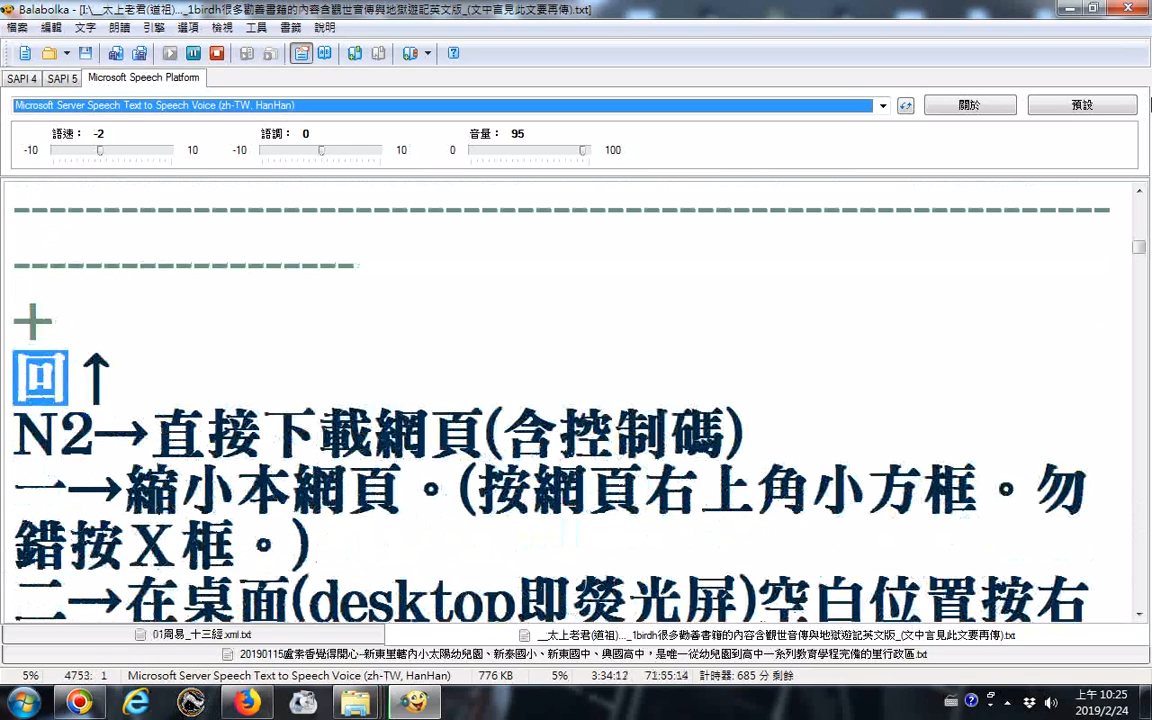 Balabolka - [I:\__太上老君(道祖)..._1birdh很多勸善書籍的內容含觀世音傳與地獄遊記英文版_(文中言見此文要再傳).txt]
檔案 編輯 文字 朗讀 引擎 選項 檢視 工具 書籤 說明
SAPI 4 SAPI 5 Microsoft Speech Platform
Microsoft Server Speech Text to Speech Voice (zh-TW, HanHan) 關於 預設
語速： -2 語調： 0 音量： 95
-10 10 -10 10 0 100
--------------------------------------------------------------
-------------------
＋
回↑
N2→直接下載網頁(含控制碼)
一→縮小本網頁。(按網頁右上角小方框。勿
錯按Ｘ框。)
二→在桌面(desktop即熒光屏)空白位置按右
01周易_十三經.xml.txt __太上老君(道祖)..._1birdh很多勸善書籍的內容含觀世音傳與地獄遊記英文版_(文中言見此文要再傳).txt
20190115盧素香覺得開心--新東里轄內小太陽幼兒園、新泰國小、新東國中、興國高中，是唯一從幼兒園到高中一系列教育學程完備的里行政區.txt
5% 4753: 1 Microsoft Server Speech Text to Speech Voice (zh-TW, HanHan) 776 KB 5% 3:34:12 71:55:14 計時器: 685 分 剩餘
上午 10:25
2019/2/24